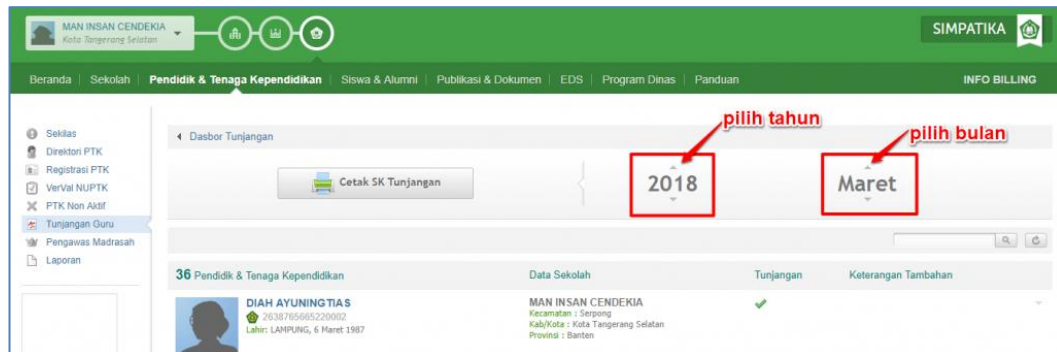 MAN INSAN CENDEKIA
Kota Tangerang Selatan
SIMPATIKA
Beranda | Sekolah | Pendidik & Tenaga Kependidikan | Siswa & Alumni | Publikasi & Dokumen | EDS | Program Dinas | Panduan
INFO BILLING
pilih tahun
pilih bulan
Sekilas
Direktori PTK
Registrasi PTK
VerVal NUPTK
PTK Non Aktif
Tunjangan Guru
Pengawas Madrasah
Laporan
Dasbor Tunjangan
Cetak SK Tunjangan
2018
Maret
36 Pendidik & Tenaga Kependidikan
Data Sekolah
Tunjangan
Keterangan Tambahan
DIAH AYUNINGTIAS
2638765665220002
Lahir: LAMPUNG, 6 Maret 1987
MAN INSAN CENDEKIA
Kecamatan : Serpong
Kab/Kota : Kota Tangerang Selatan
Provinsi : Banten